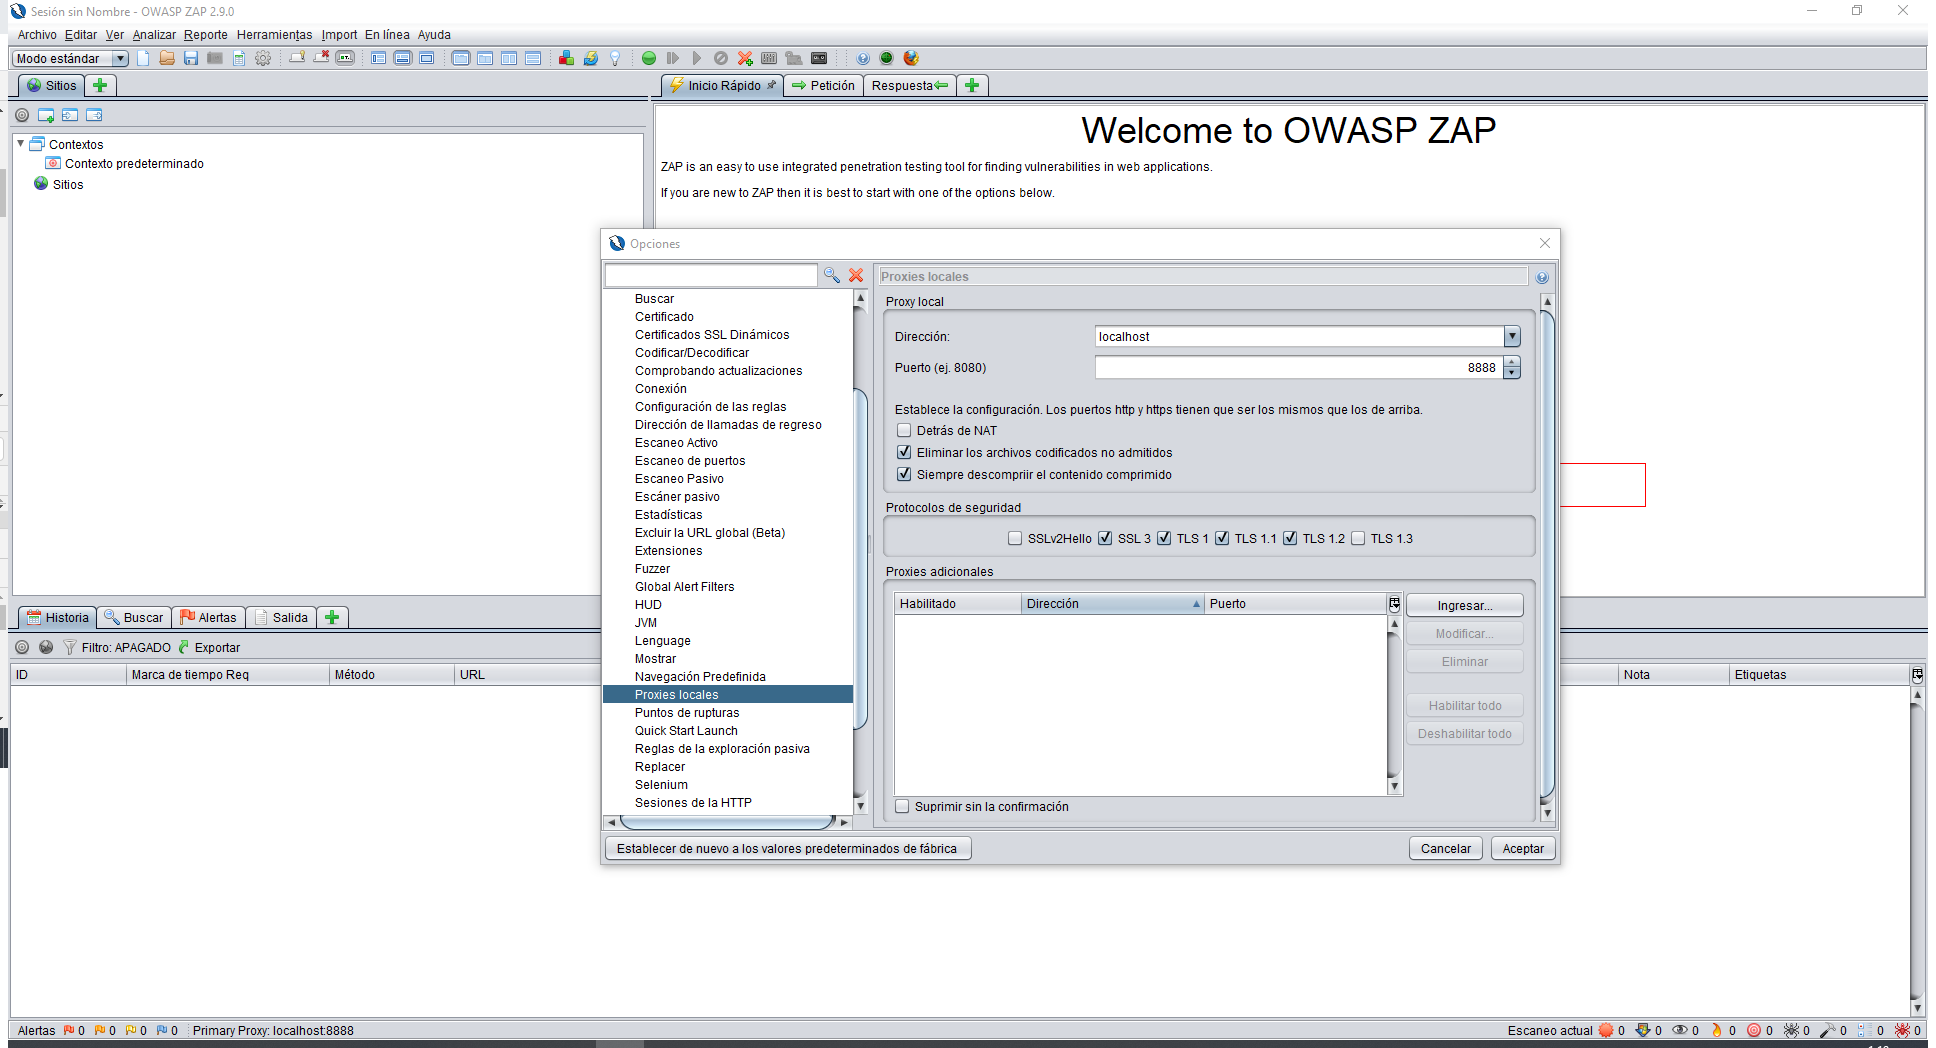 Sesión sin Nombre - OWASP ZAP 2.9.0
Archivo Editar Ver Analizar Reporte Herramientas Import En línea Ayuda
Modo estándar
Sitios
Inicio Rápido Petición Respuesta
Contextos
Contexto predeterminado
Sitios
Welcome to OWASP ZAP
ZAP is an easy to use integrated penetration testing tool for finding vulnerabilities in web applications.
If you are new to ZAP then it is best to start with one of the options below.
Opciones
Buscar
Certificado
Certificados SSL Dinámicos
Codificar/Decodificar
Comprobando actualizaciones
Conexión
Configuración de las reglas
Dirección de llamadas de regreso
Escaneo Activo
Escaneo de puertos
Escaneo Pasivo
Escáner pasivo
Estadísticas
Excluir la URL global (Beta)
Extensiones
Fuzzer
Global Alert Filters
HUD
JVM
Lenguage
Mostrar
Navegación Predefinida
Proxies locales
Puntos de rupturas
Quick Start Launch
Reglas de la exploración pasiva
Replacer
Selenium
Sesiones de la HTTP
Proxies locales
Proxy local
Dirección: localhost
Puerto (ej. 8080) 8888
Establece la configuración. Los puertos http y https tienen que ser los mismos que los de arriba.
Detrás de NAT
Eliminar los archivos codificados no admitidos
Siempre descompriir el contenido comprimido
Protocolos de seguridad
SSLv2Hello SSL 3 TLS 1 TLS 1.1 TLS 1.2 TLS 1.3
Proxies adicionales
Habilitado Dirección Puerto
Ingresar...
Modificar...
Eliminar
Habilitar todo
Deshabilitar todo
Suprimir sin la confirmación
Establecer de nuevo a los valores predeterminados de fábrica Cancelar Aceptar
Historia Buscar Alertas Salida
Filtro: APAGADO Exportar
ID Marca de tiempo Req Método URL Nota Etiquetas
Alertas 0 0 0 0 Primary Proxy: localhost:8888 Escaneo actual 0 0 0 0 0 0 0 0 0